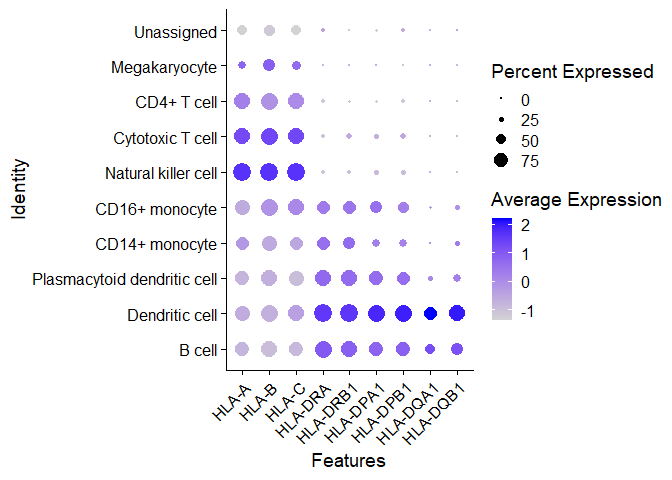 Unassigned
Megakaryocyte
CD4+ T cell
Cytotoxic T cell
Natural killer cell
CD16+ monocyte
CD14+ monocyte
Plasmacytoid dendritic cell
Dendritic cell
B cell
Identity
HLA-A
HLA-B
HLA-C
HLA-DRA
HLA-DRB1
HLA-DPA1
HLA-DPB1
HLA-DQA1
HLA-DQB1
Features
Percent Expressed
0
25
50
75
Average Expression
2
1
0
-1